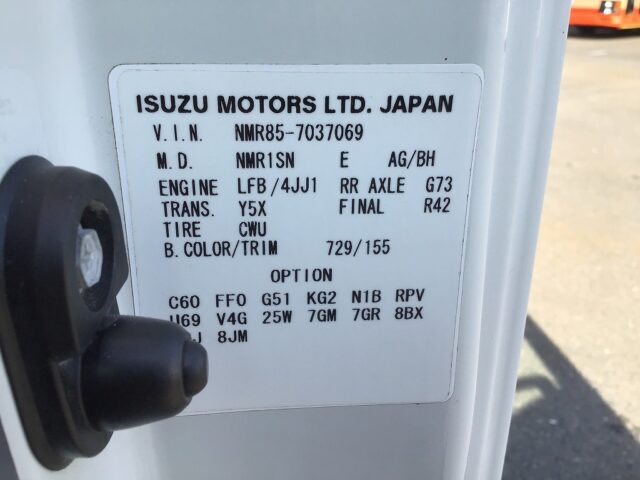 ISUZU MOTORS LTD. JAPAN
V.I.N. NMR85-7037069
M.D. NMR1SN E AG/BH
ENGINE LFB/4JJ1 RR AXLE G73
TRANS. Y5X FINAL R42
TIRE CWU
B.COLOR/TRIM 729/155
OPTION
C60 FF0 G51 KG2 N1B RPV
U69 V4G 25W 7GM 7GR 8BX
8JM